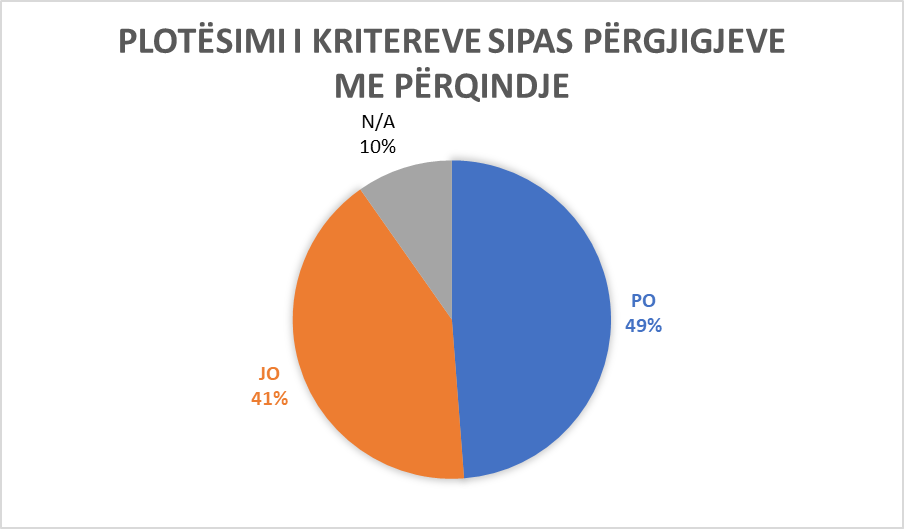 PLOTËSIMI I KRITEREVE SIPAS PËRGJIGJEVE
ME PËRQINDJE
N/A
10%
PO
49%
JO
41%